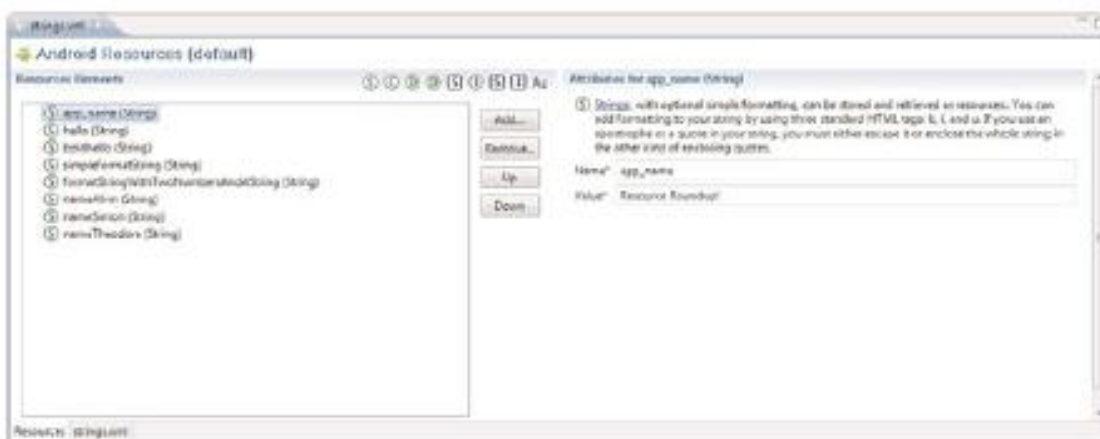 strings.xml
Android Resources (default)
Resources Elements
Az
app_name (String)
hello (String)
boldhello (String)
simpleformatString (String)
formatStringWithTwoNumbersAndAString (String)
nameAlvin (String)
nameSimon (String)
nameTheodore (String)
Add...
Remove...
Up
Down
Attributes for app_name (String)
Strings, with optional simple formatting, can be stored and retrieved as resources. You can
add formatting to your string by using three standard HTML tags: b, i, and u. If you use an
apostrophe or a quote in your string, you must either escape it or enclose the whole string in
the other kind of enclosing quotes.
Name* app_name
Value* Resource Roundup!
Resources strings.xml